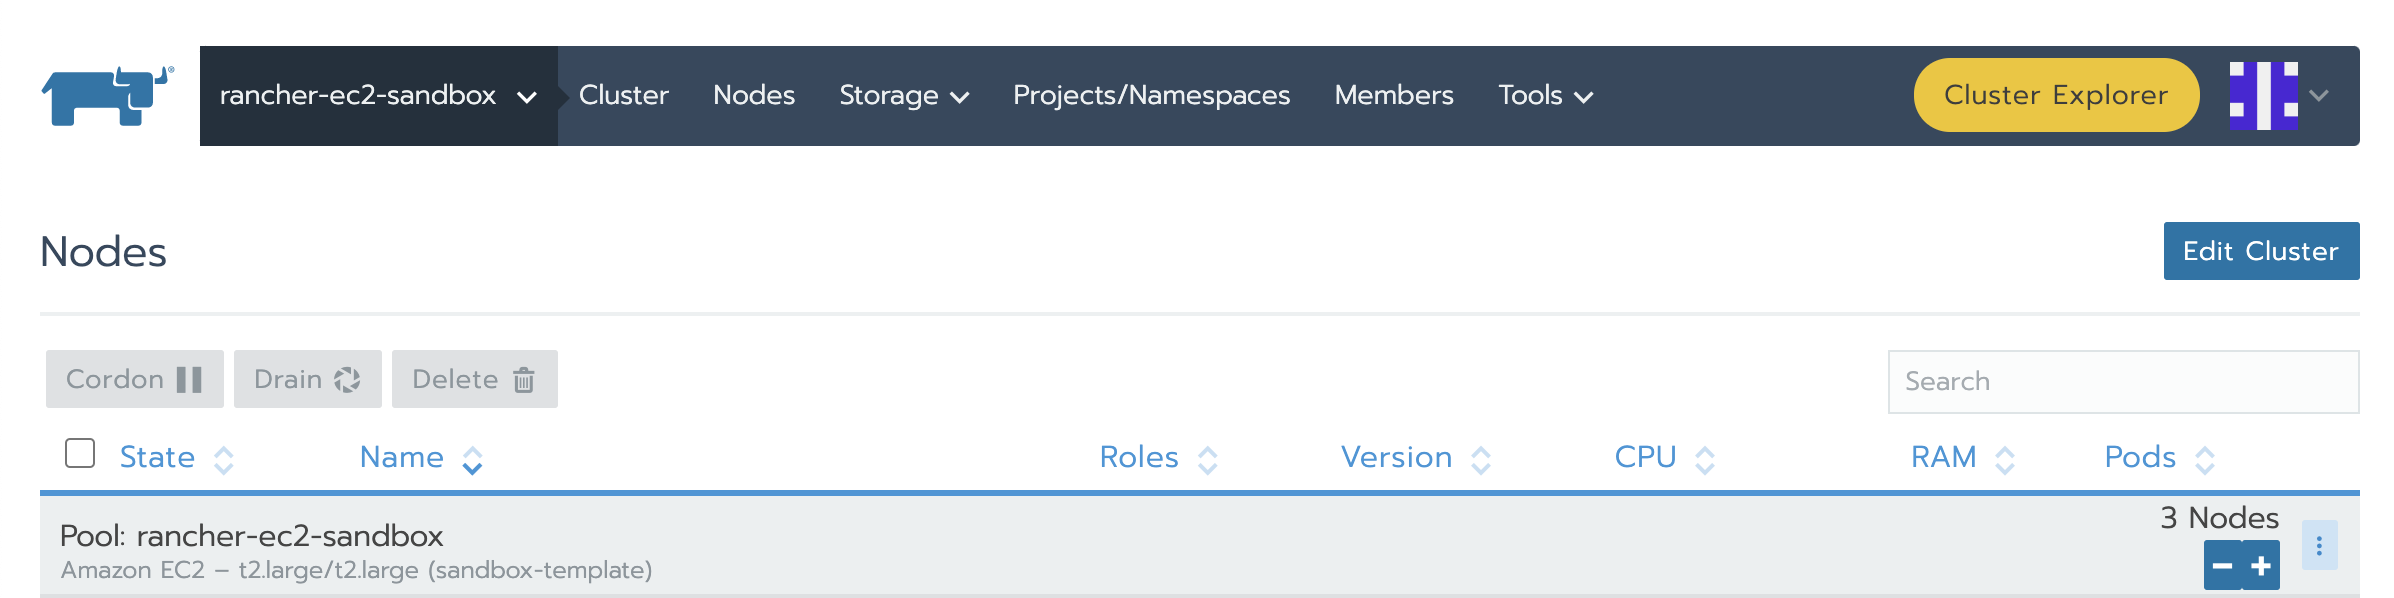 rancher-ec2-sandbox Cluster Nodes Storage Projects/Namespaces Members Tools Cluster Explorer
Nodes
Edit Cluster
Cordon Drain Delete
Search
State Name Roles Version CPU RAM Pods
Pool: rancher-ec2-sandbox
3 Nodes
Amazon EC2 – t2.large/t2.large (sandbox-template)